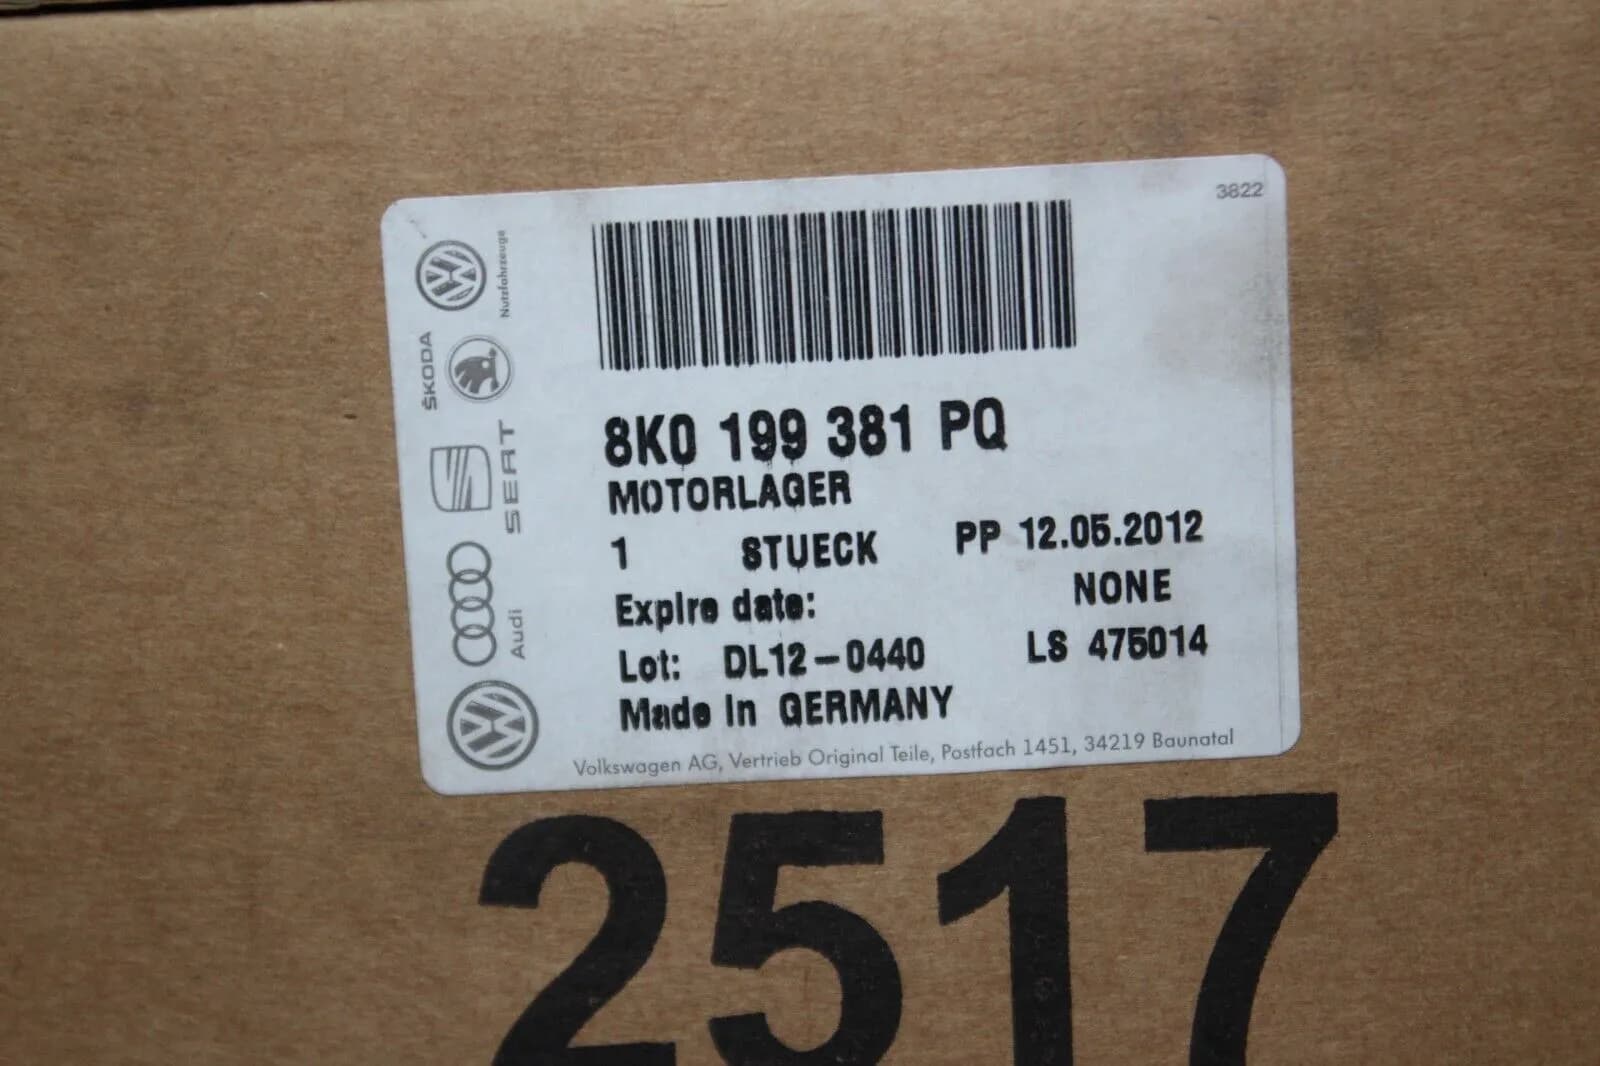 3822
Nutzfahrzeuge
ŠKODA
SEAT
Audi
8K0 199 381 PQ
MOTORLAGER
1 STUECK PP 12.05.2012
Expire date: NONE
Lot: DL12-0440 LS 475014
Made In GERMANY
Volkswagen AG, Vertrieb Original Teile, Postfach 1451, 34219 Baunatal
2517